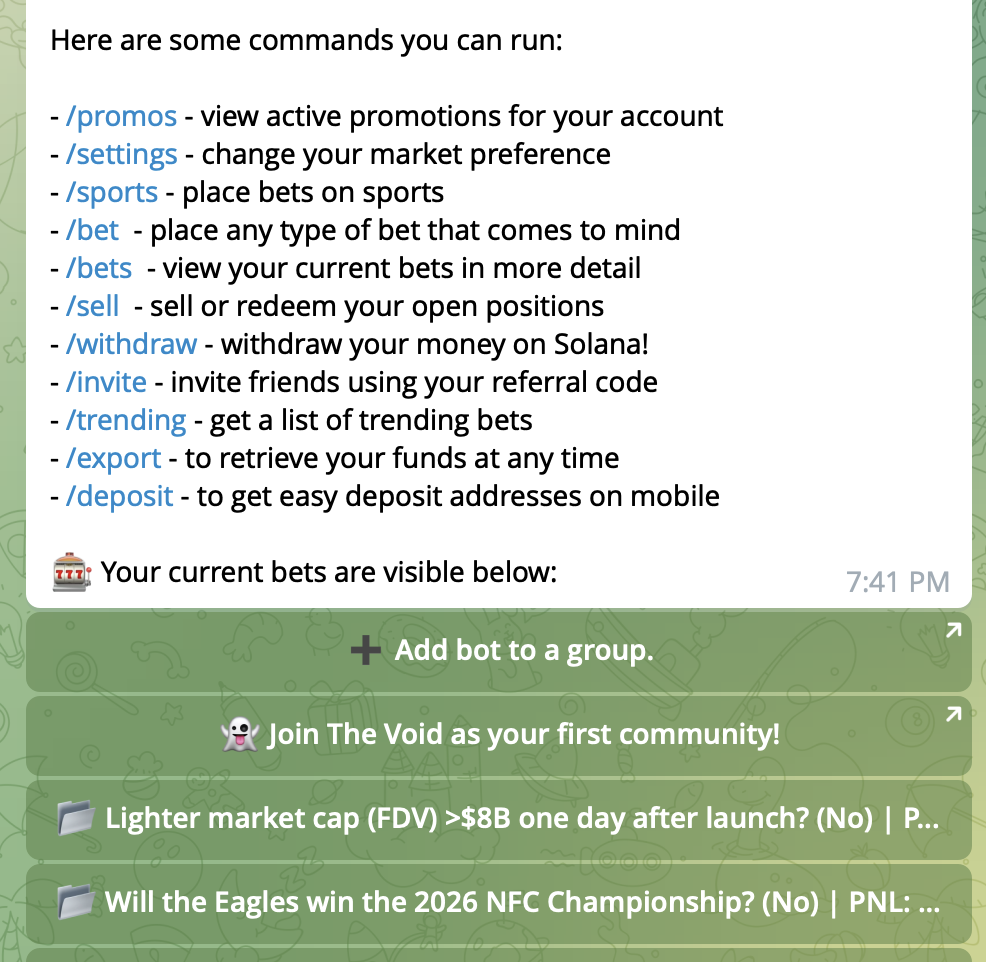 Here are some commands you can run:
- /promos - view active promotions for your account
- /settings - change your market preference
- /sports - place bets on sports
- /bet  - place any type of bet that comes to mind
- /bets  - view your current bets in more detail
- /sell  - sell or redeem your open positions
- /withdraw - withdraw your money on Solana!
- /invite - invite friends using your referral code
- /trending - get a list of trending bets
- /export - to retrieve your funds at any time
- /deposit - to get easy deposit addresses on mobile
🎰 Your current bets are visible below:
7:41 PM
➕ Add bot to a group.
👻 Join The Void as your first community!
📁 Lighter market cap (FDV) >$8B one day after launch? (No) | P...
📁 Will the Eagles win the 2026 NFC Championship? (No) | PNL: ...